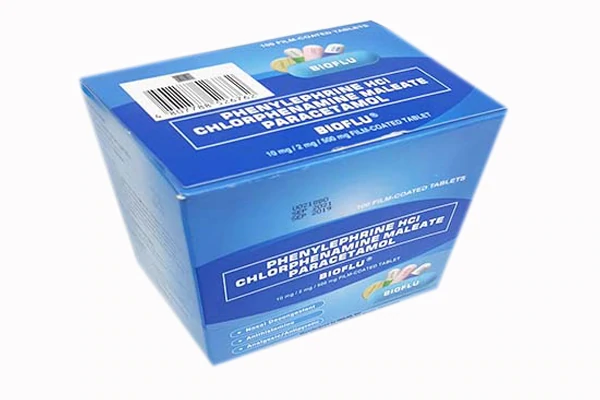 100 FILM-COATED TABLETS
BIOFLU
PHENYLEPHRINE HCl
CHLORPHENAMINE MALEATE
PARACETAMOL
BIOFLU®
10 mg / 2 mg / 500 mg FILM-COATED TABLET
SEP 2021
SEP 2019
100 FILM-COATED TABLETS
PHENYLEPHRINE HCl
CHLORPHENAMINE MALEATE
PARACETAMOL
BIOFLU®
10 mg / 2 mg / 500 mg FILM-COATED TABLET
BIOFLU
• Nasal Decongestant
• Antihistamine
• Analgesic/Antipyretic